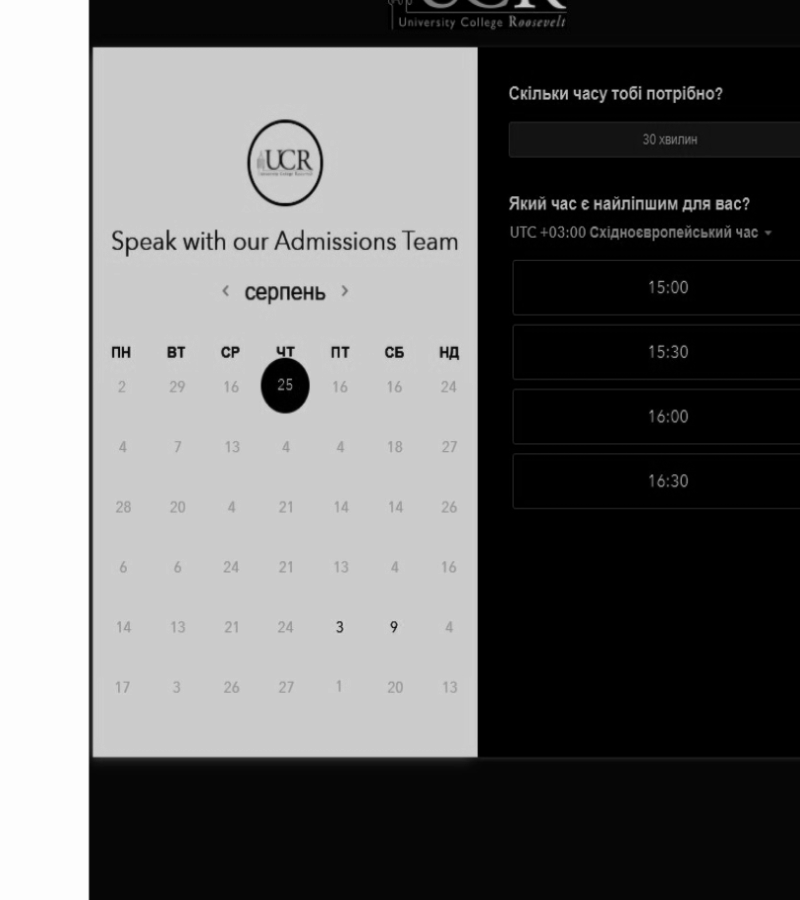 UCR
University College Roosevelt
UCR
Speak with our Admissions Team
< серпень >
ПН ВТ СР ЧТ ПТ СБ НД
2 29 16 25 16 16 24
4 7 13 4 4 18 27
28 20 4 21 14 14 26
6 6 24 21 13 4 16
14 13 21 24 3 9 4
17 3 26 27 1 20 13
Скільки часу тобі потрібно?
30 хвилин
Який час є найліпшим для вас?
UTC +03:00 Східноєвропейський час
15:00
15:30
16:00
16:30